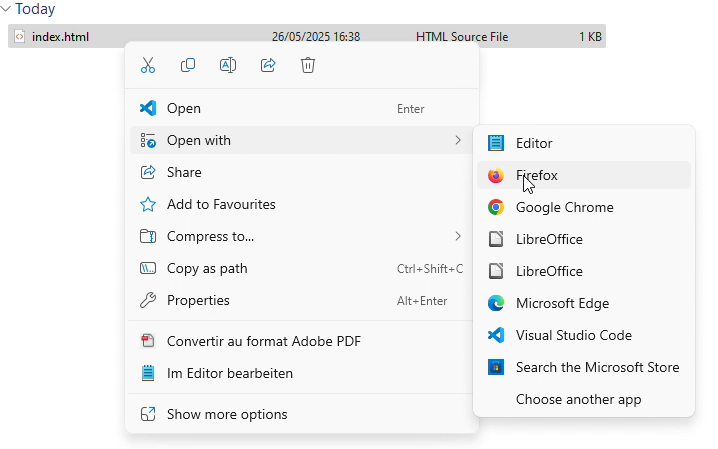 Today
index.html 26/05/2025 16:38 HTML Source File 1 KB
Open Enter
Open with
Share
Add to Favourites
Compress to...
Copy as path Ctrl+Shift+C
Properties Alt+Enter
Convertir au format Adobe PDF
Im Editor bearbeiten
Show more options
Editor
Firefox
Google Chrome
LibreOffice
LibreOffice
Microsoft Edge
Visual Studio Code
Search the Microsoft Store
Choose another app